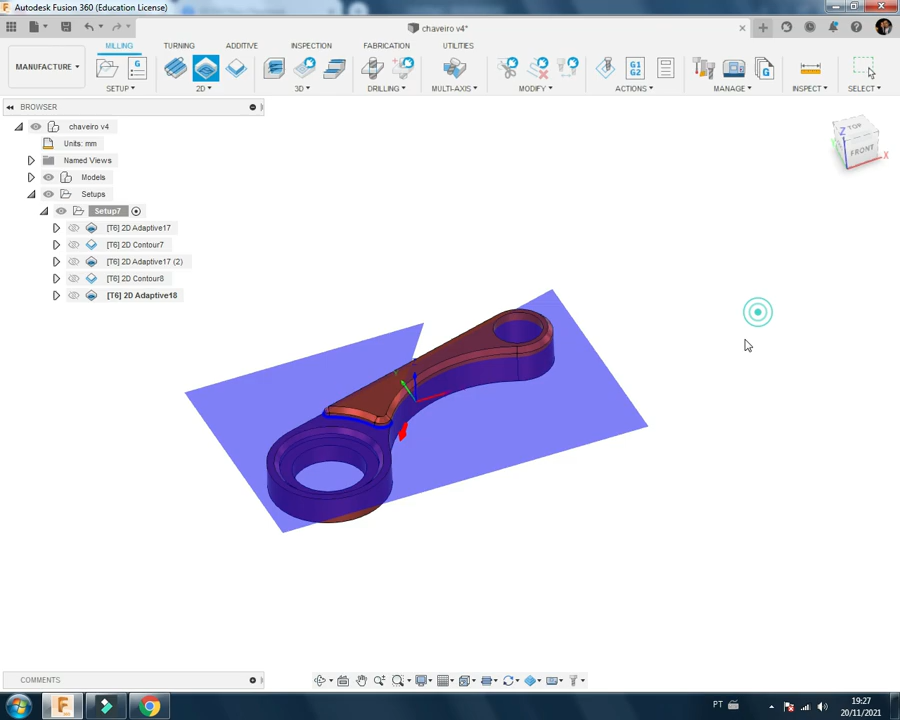 Autodesk Fusion 360 (Education License)
chaveiro v4*
MILLING TURNING ADDITIVE INSPECTION FABRICATION UTILITIES
MANUFACTURE
G
G1
G2
G
SETUP 2D 3D DRILLING MULTI-AXIS MODIFY ACTIONS MANAGE INSPECT SELECT
BROWSER
chaveiro v4
Units: mm
Named Views
Models
Setups
Setup7
[T6] 2D Adaptive17
[T6] 2D Contour7
[T6] 2D Adaptive17 (2)
[T6] 2D Contour8
[T6] 2D Adaptive18
TOP
Z
Y
FRONT
X
COMMENTS
PT
19:27
20/11/2021